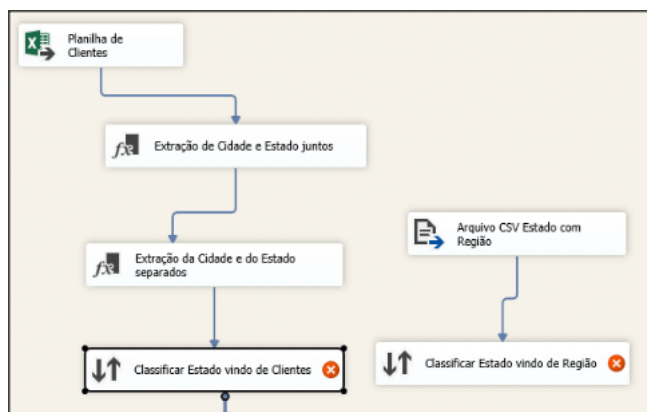 Planilha de
Clientes
Extração de Cidade e Estado juntos
Extração da Cidade e do Estado
separados
Arquivo CSV Estado com
Região
Classificar Estado vindo de Clientes
Classificar Estado vindo de Região